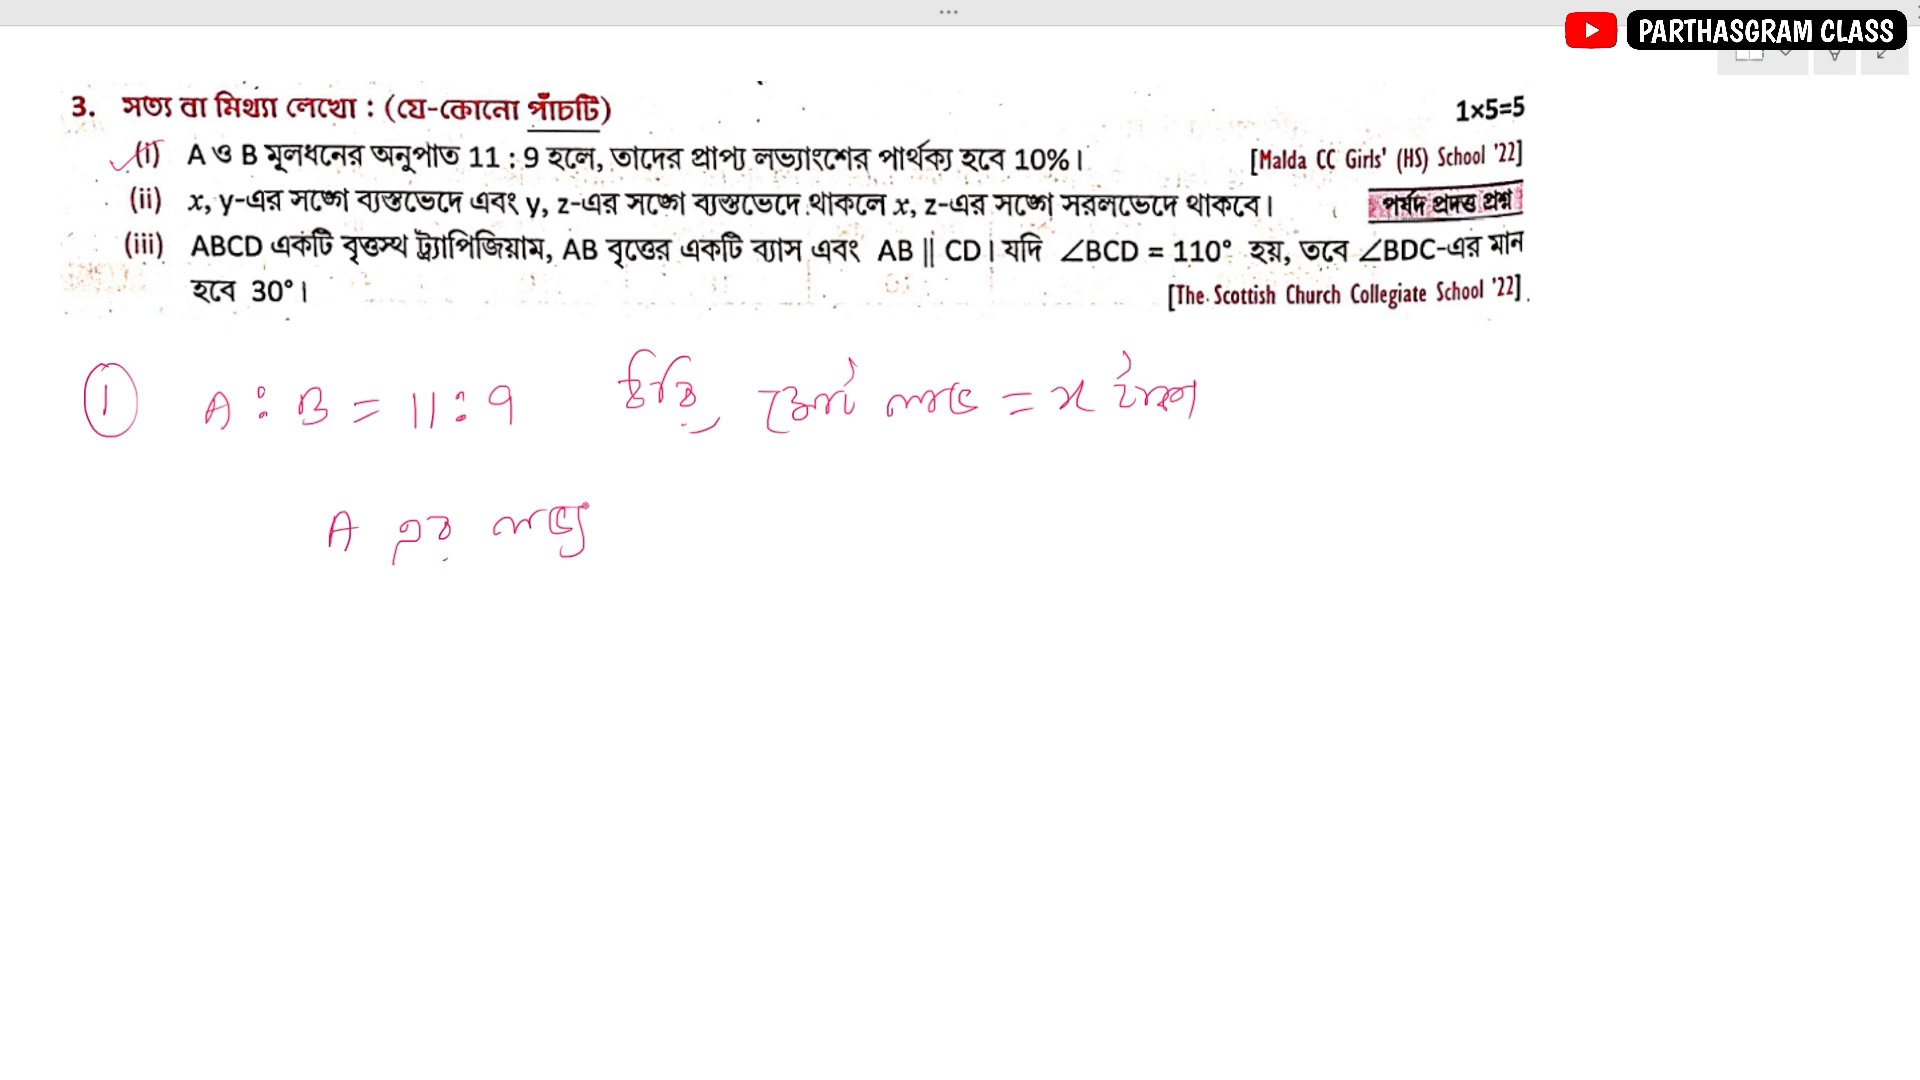 PARTHASGRAM CLASS
3. সত্য বা মিথ্যা লেখো : (যে-কোনো পাঁচটি) 1×5=5
(i) A ও B মূলধনের অনুপাত 11 : 9 হলে, তাদের প্রাপ্য লভ্যাংশের পার্থক্য হবে 10%। [Malda CC Girls' (HS) School '22]
(ii) x, y-এর সঙ্গে ব্যস্তভেদে এবং y, z-এর সঙ্গে ব্যস্তভেদে থাকলে x, z-এর সঙ্গে সরলভেদে থাকবে। পর্ষদ প্রদত্ত প্রশ্ন
(iii) ABCD একটি বৃত্তস্থ ট্র্যাপিজিয়াম, AB বৃত্তের একটি ব্যাস এবং AB || CD। যদি ∠BCD = 110° হয়, তবে ∠BDC-এর মান
হবে 30°। [The Scottish Church Collegiate School '22]
① A : B = 11 : 9 ধরি, মোট লাভ = x টাকা
A এর লভ্য